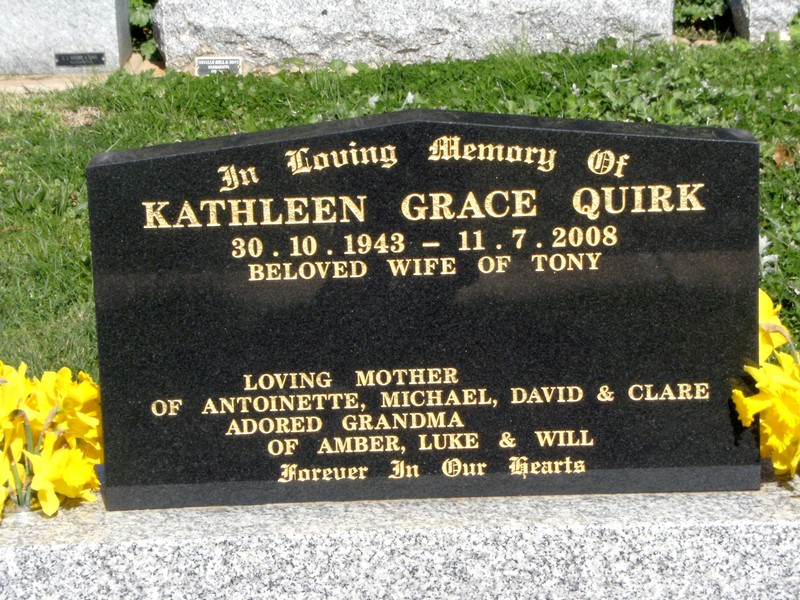 In Loving Memory Of
KATHLEEN GRACE QUIRK
30.10.1943 – 11.7.2008
BELOVED WIFE OF TONY
LOVING MOTHER
OF ANTOINETTE, MICHAEL, DAVID & CLARE
ADORED GRANDMA
OF AMBER, LUKE & WILL
Forever In Our Hearts